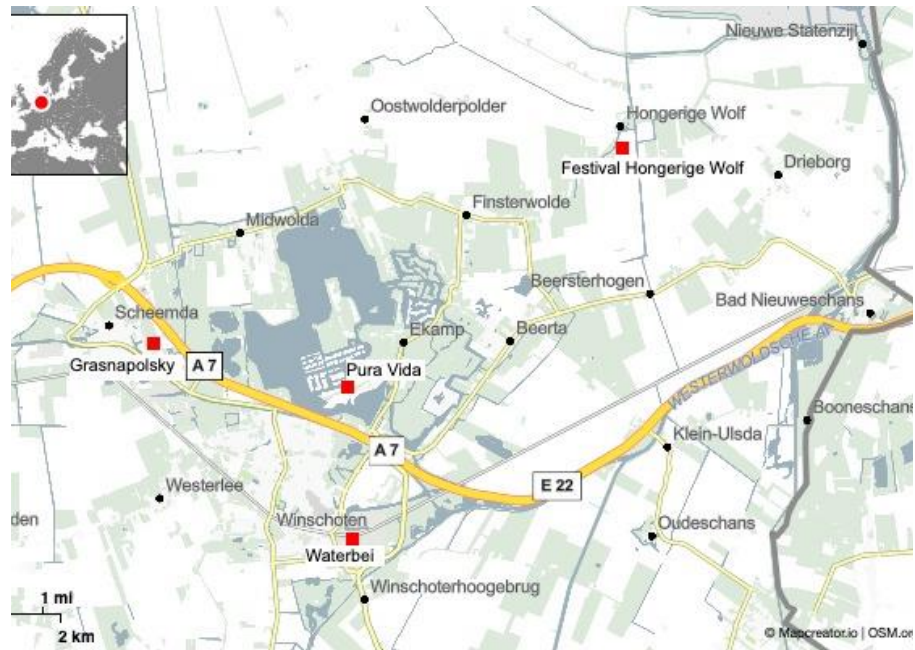 Nieuwe Statenzijl
Oostwolderpolder
Hongerige Wolf
Festival Hongerige Wolf
Drieborg
Finsterwolde
Midwolda
Beersterhogen
Bad Nieuweschans
Scheemda
Ekamp
Beerta
Grasnapolsky
A 7
Pura Vida
WESTERWOLDSCHE AA
Booneschans
A 7
Klein-Ulsda
E 22
Westerlee
Winschoten
den
Oudeschans
Waterbei
Winschoterhoogebrug
1 mi
2 km
© Mapcreator.io | OSM.org